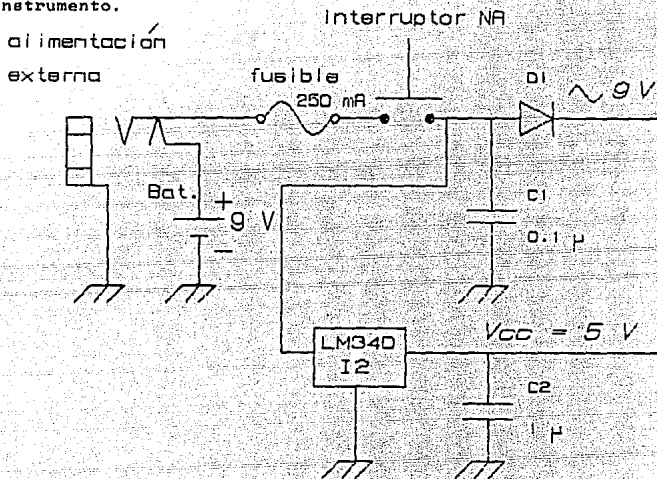 nstrumento.
Interruptor NA
alimentación
externa
fusible
250 mA
D1
~ 9 V
Bat.
+
9 V
-
C1
0.1 µ
LM340
I2
Vcc = 5 V
C2
1 µ